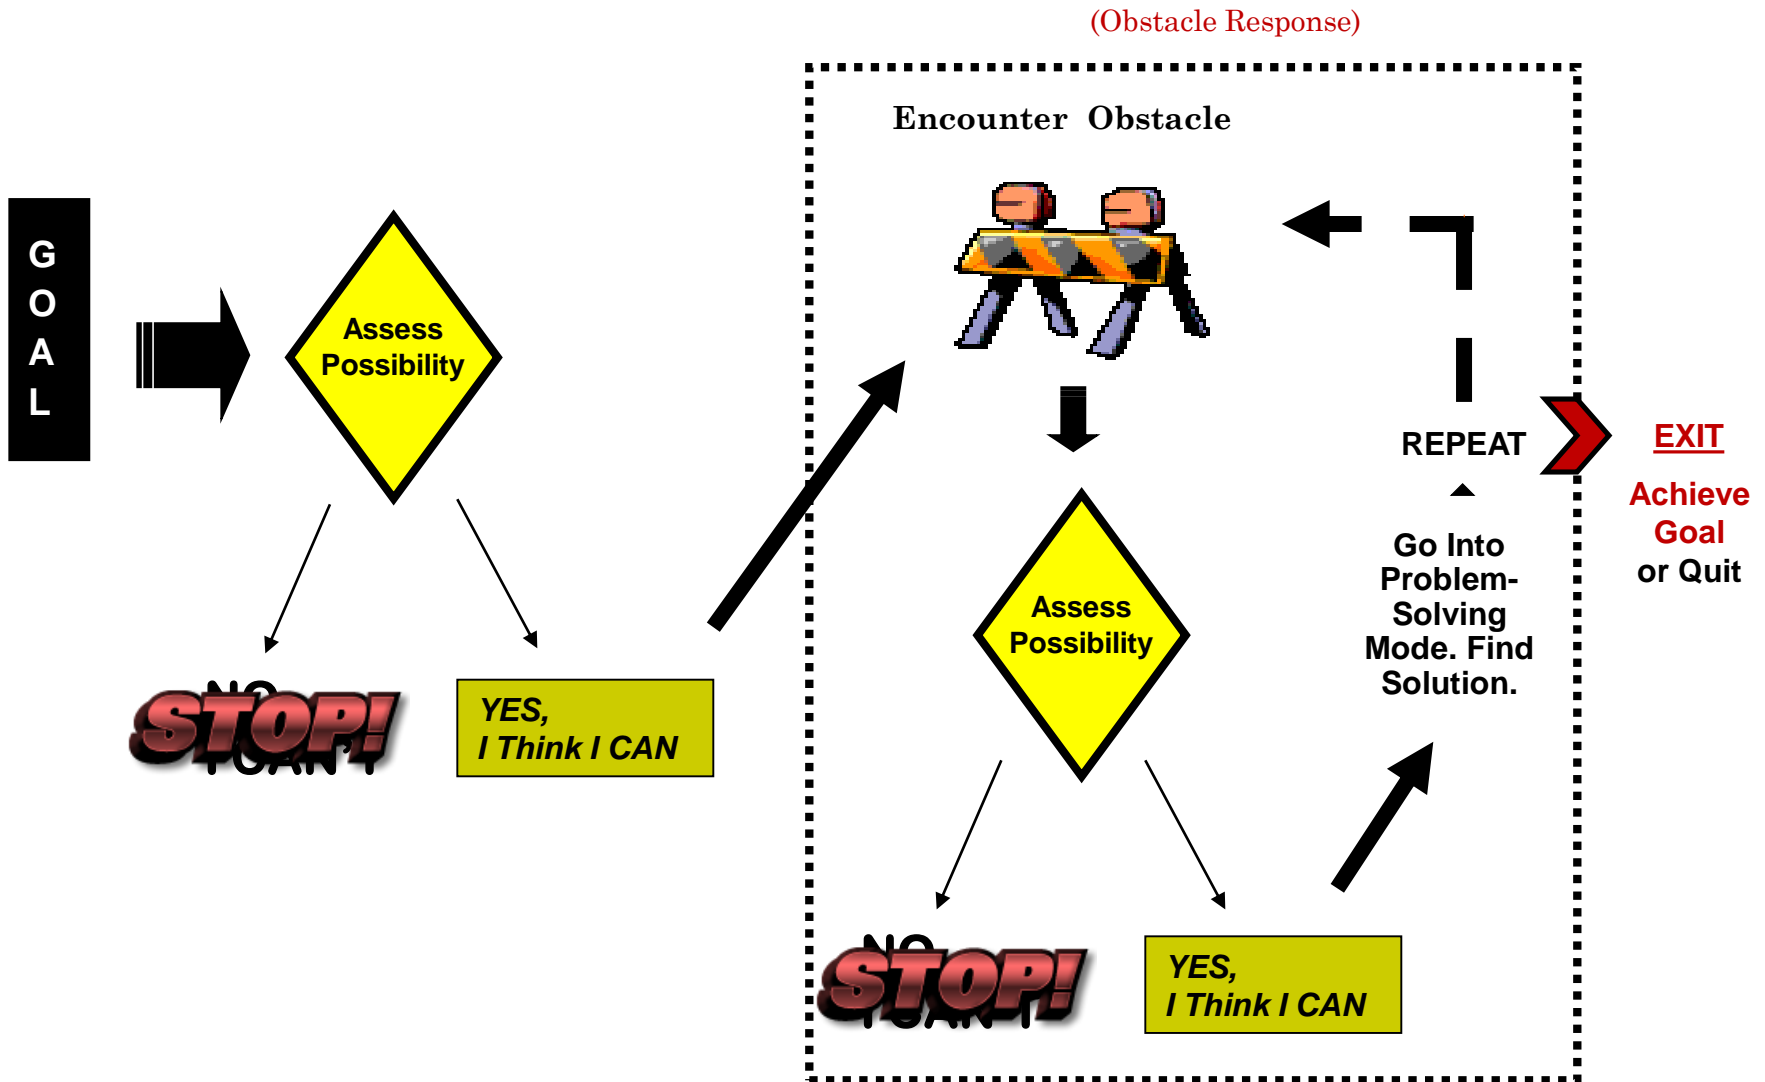 (Obstacle Response)
Encounter Obstacle
G
O
A
L
Assess
Possibility
STOP!
YES,
I Think I CAN
Assess
Possibility
STOP!
YES,
I Think I CAN
Go Into
Problem-
Solving
Mode. Find
Solution.
REPEAT
EXIT
Achieve
Goal
or Quit